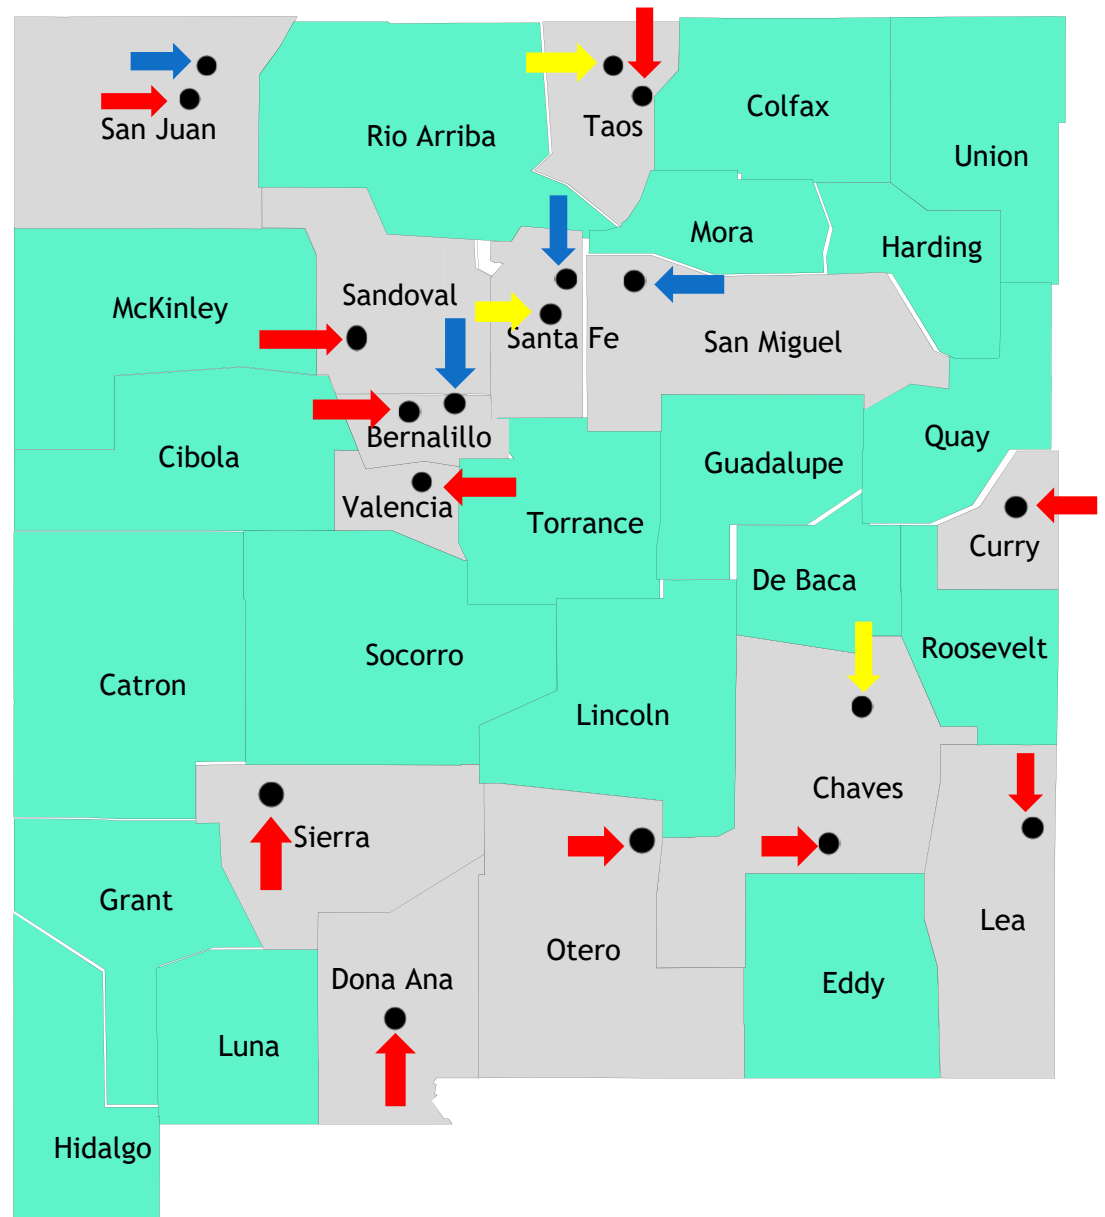 Colfax
Taos
San Juan
Rio Arriba
Union
Mora
Harding
Sandoval
McKinley
Santa Fe
San Miguel
Bernalillo
Quay
Cibola
Guadalupe
Valencia
Torrance
Curry
De Baca
Socorro
Roosevelt
Catron
Lincoln
Chaves
Sierra
Grant
Lea
Otero
Dona Ana
Eddy
Luna
Hidalgo